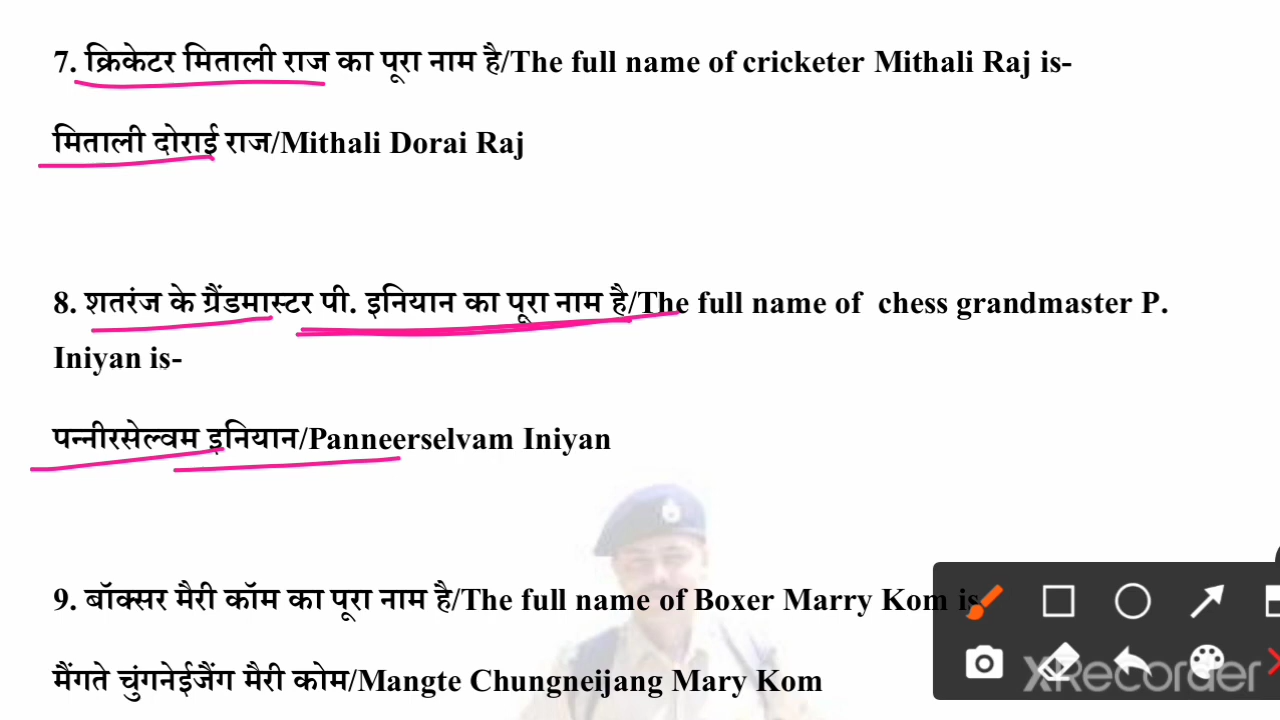 7. क्रिकेटर मिताली राज का पूरा नाम है/The full name of cricketer Mithali Raj is-
मिताली दोराई राज/Mithali Dorai Raj
8. शतरंज के ग्रैंडमास्टर पी. इनियान का पूरा नाम है/The full name of chess grandmaster P.
Iniyan is-
पन्नीरसेल्वम इनियान/Panneerselvam Iniyan
9. बॉक्सर मैरी कॉम का पूरा नाम है/The full name of Boxer Marry Kom is
मैंगते चुंगनेईजैंग मैरी कोम/Mangte Chungneijang Mary Kom
XRecorder